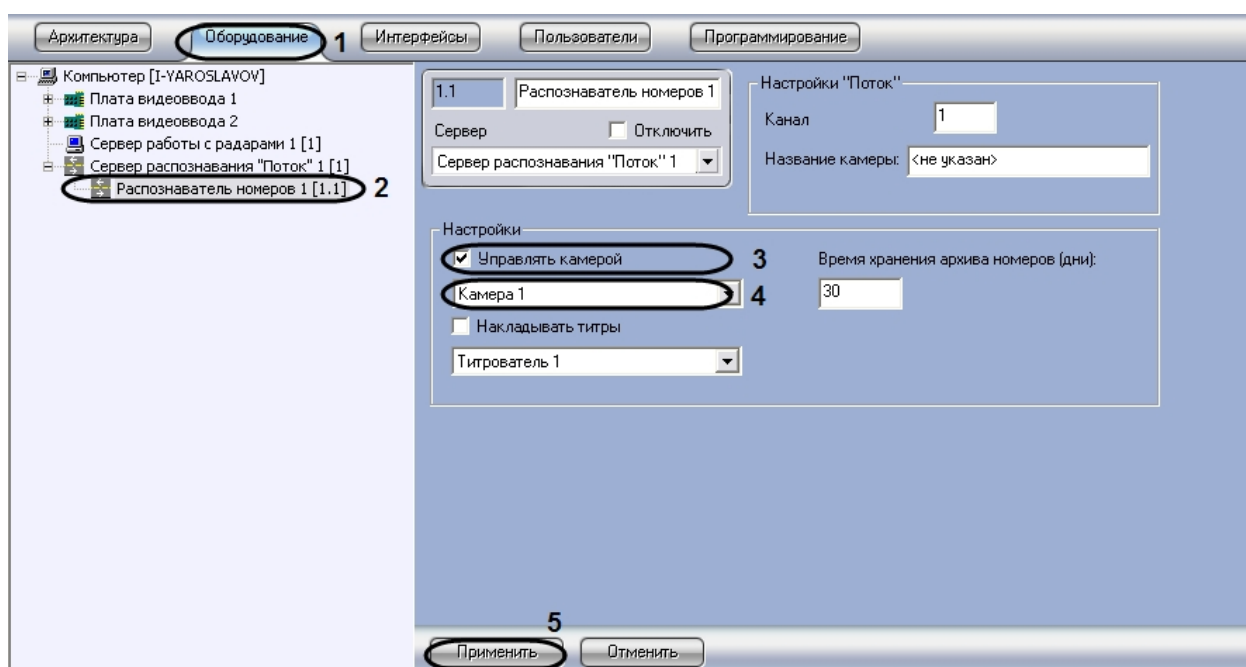 Архитектура Оборудование 1 Интерфейсы Пользователи Программирование
Компьютер [I-YAROSLAVOV]
Плата видеоввода 1
Плата видеоввода 2
Сервер работы с радарами 1 [1]
Сервер распознавания "Поток" 1 [1]
Распознаватель номеров 1 [1.1] 2
1.1 Распознаватель номеров 1
Сервер Отключить
Сервер распознавания "Поток" 1
Настройки "Поток"
Канал 1
Название камеры: <не указан>
Настройки
Управлять камерой 3
Камера 1 4
Накладывать титры
Титрователь 1
Время хранения архива номеров (дни):
30
5
Применить Отменить